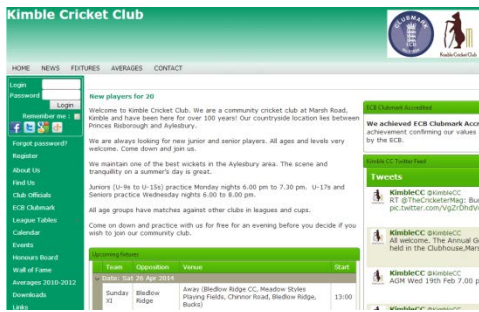 Kimble Cricket Club
CLUBMARK
ECB
Kimble Cricket Club
HOME NEWS FIXTURES AVERAGES CONTACT
Login
Password
Login
Remember me :
Forgot password?
Register
About Us
Find Us
Club Officials
ECB Clubmark
League Tables
Calendar
Events
Honours Board
Wall of Fame
Averages 2010-2012
Downloads
Links
New players for 20
Welcome to Kimble Cricket Club. We are a community cricket club at Marsh Road,
Kimble and have been here for over 100 years! Our countryside location lies between
Princes Risborough and Aylesbury.
We are always looking for new junior and senior players. All ages and levels very
welcome. Come down and join us.
We maintain one of the best wickets in the Aylesbury area. The scene and
tranquility on a summer's day is great.
Juniors (U-9s to U-15s) practice Monday nights 6.00 pm to 7.30 pm. U-17s and
Seniors practice Wednesday nights 6.00 to 8.00 pm.
All age groups have matches against other clubs in leagues and cups.
Come on down and practice with us for free for an evening before you decide if you
wish to join our community club.
Upcoming fixtures
Team Opposition Venue Start
Date: Sat 26 Apr 2014
Sunday XI
Bledlow Ridge
Away (Bledlow Ridge CC, Meadow Styles
Playing Fields, Chinnor Road, Bledlow Ridge,
Bucks)
13:00
ECB Clubmark Accredited
We achieved ECB Clubmark Accr
achievement confirming our values
by the ECB.
Kimble CC Twitter Feed
Tweets
KimbleCC @KimbleCC
RT @TheCricketerMag: Bu
pic.twitter.com/VgZrDhdV
KimbleCC @KimbleCC
All welcome. The Annual G
held in the Clubhouse,Mars
KimbleCC @KimbleCC
AGM Wed 19th Feb 7.00 p
KimbleCC @KimbleCC